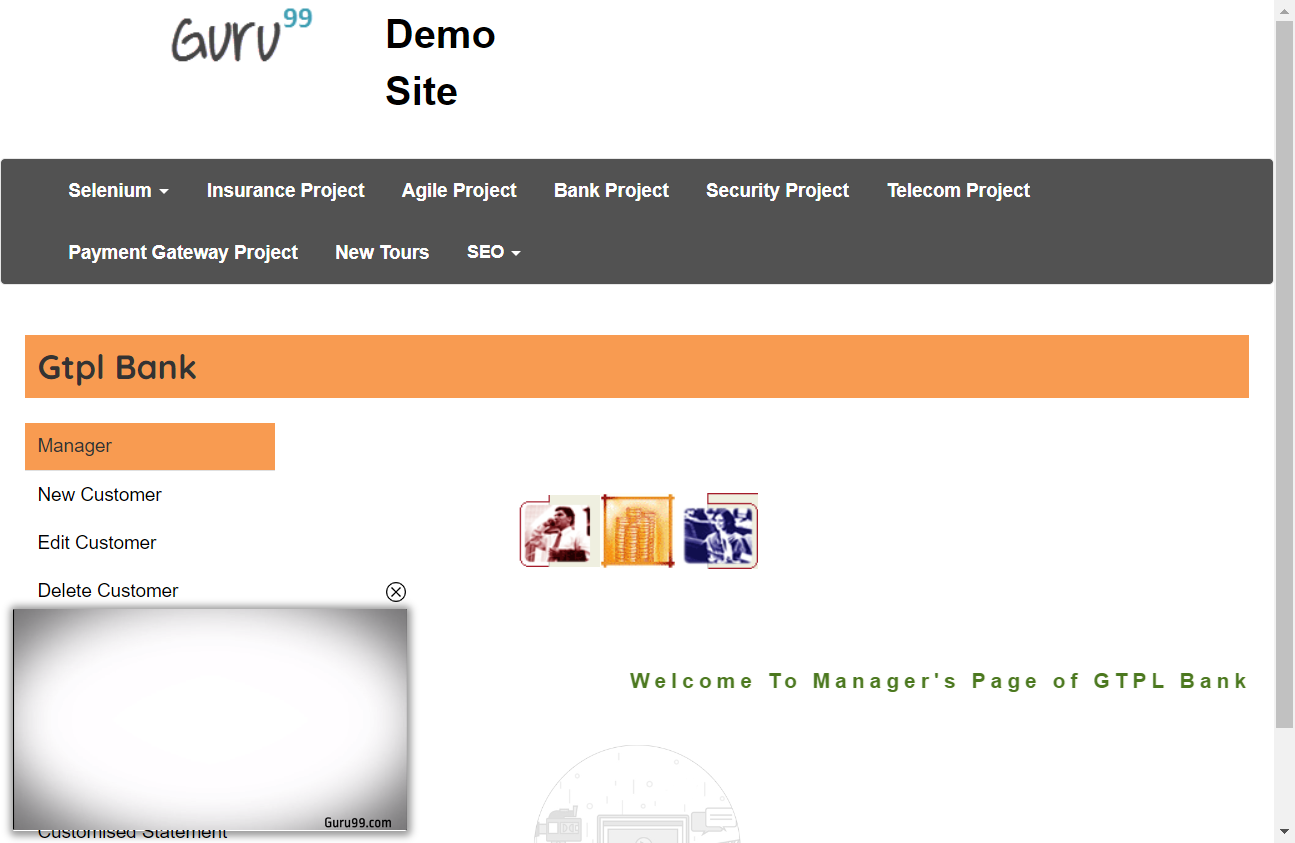 Guru99
Demo
Site
Selenium
Insurance Project
Agile Project
Bank Project
Security Project
Telecom Project
Payment Gateway Project
New Tours
SEO
Gtpl Bank
Manager
New Customer
Edit Customer
Delete Customer
Guru99.com
Customised Statement
Welcome To Manager's Page of GTPL Bank